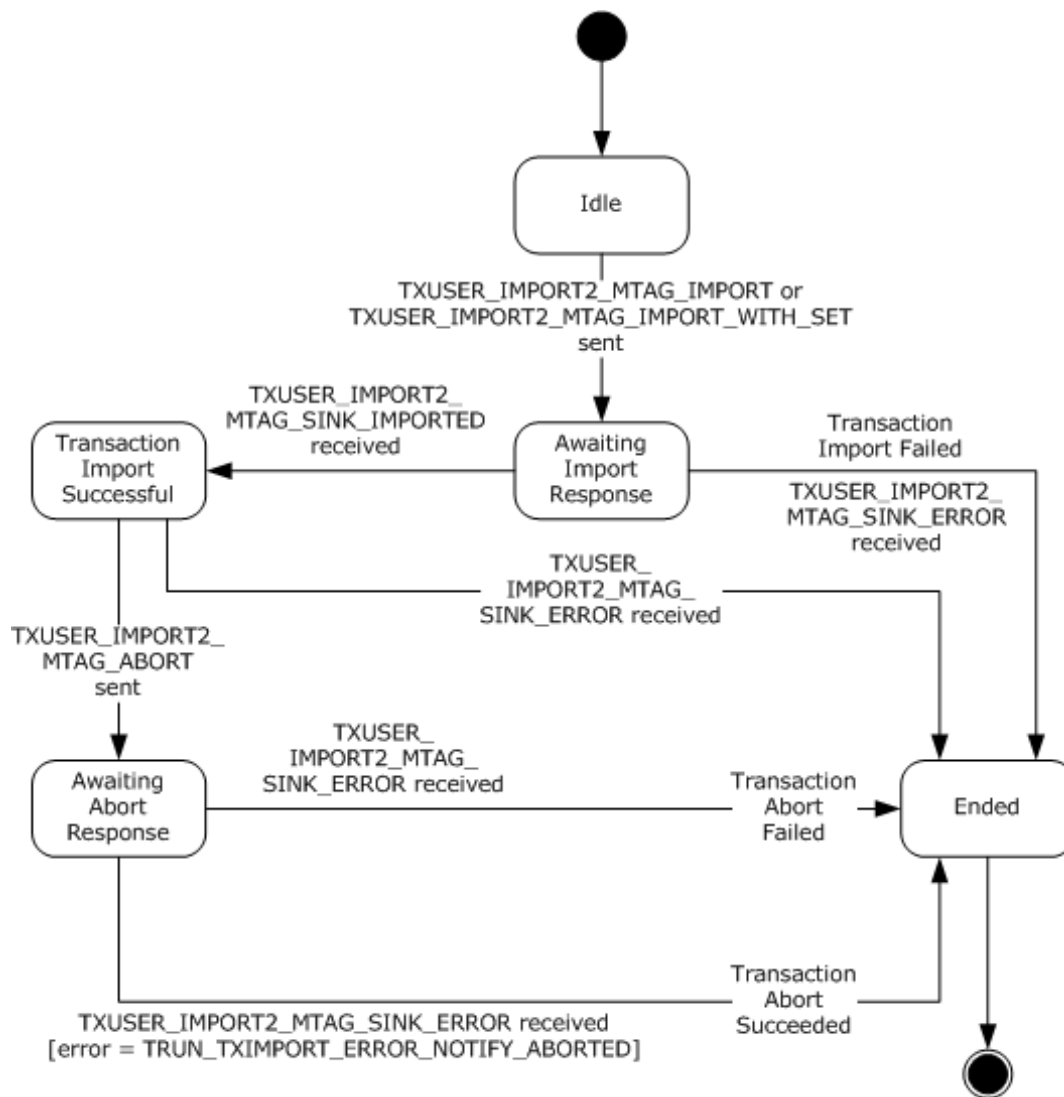 Idle
TXUSER_IMPORT2_MTAG_IMPORT or
TXUSER_IMPORT2_MTAG_IMPORT_WITH_SET
sent
TXUSER_IMPORT2_
MTAG_SINK_IMPORTED
received
Transaction
Import
Successful
Awaiting
Import
Response
Transaction
Import Failed
TXUSER_IMPORT2_
MTAG_SINK_ERROR
received
TXUSER_
IMPORT2_MTAG_
SINK_ERROR received
TXUSER_IMPORT2_
MTAG_ABORT
sent
TXUSER_
IMPORT2_MTAG_
SINK_ERROR received
Awaiting
Abort
Response
Transaction
Abort
Failed
Ended
Transaction
Abort
Succeeded
TXUSER_IMPORT2_MTAG_SINK_ERROR received
[error = TRUN_TXIMPORT_ERROR_NOTIFY_ABORTED]